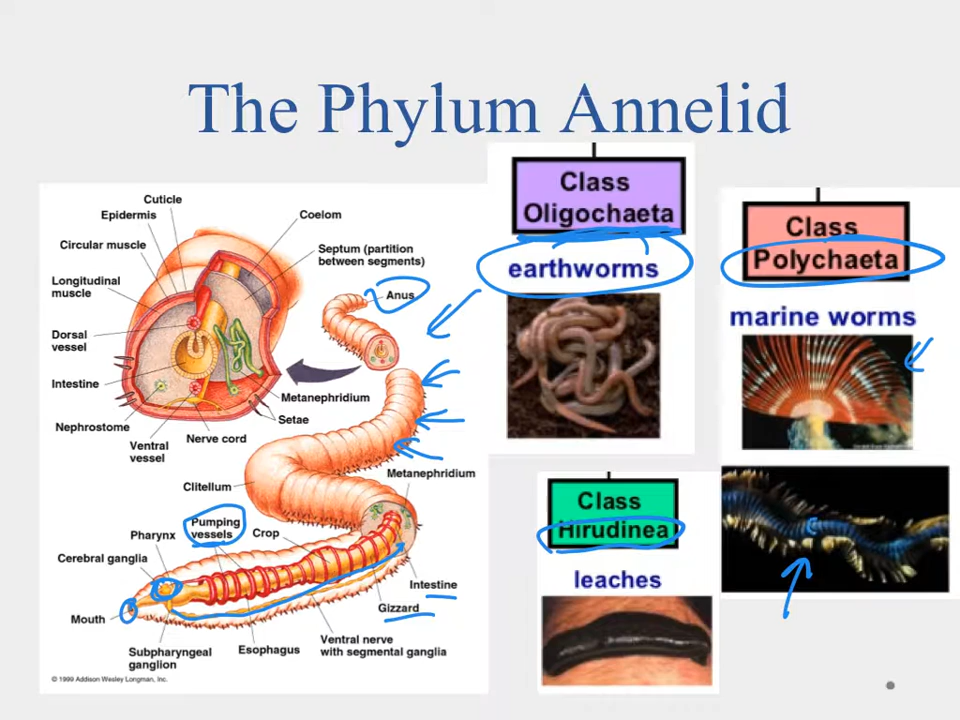 The Phylum Annelid
Cuticle
Epidermis
Circular muscle
Longitudinal
muscle
Dorsal
vessel
Intestine
Nephrostome
Ventral
vessel
Nerve cord
Coelom
Septum (partition
between segments)
Anus
Metanephridium
Setae
Clitellum
Metanephridium
Pumping
vessels
Crop
Pharynx
Cerebral ganglia
Mouth
Subpharyngeal
ganglion
Esophagus
Ventral nerve
with segmental ganglia
Gizzard
Intestine
© 1999 Addison Wesley Longman, Inc.
Class
Oligochaeta
earthworms
Class
Polychaeta
marine worms
Class
Hirudinea
leaches